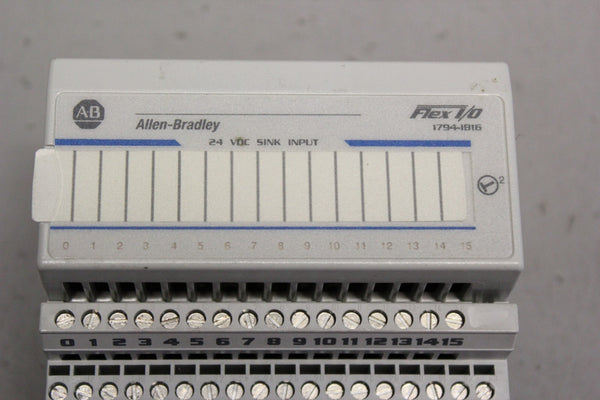 AB
Allen-Bradley
Flex I/O
1794-IB16
24 VDC SINK INPUT
2
0 1 2 3 4 5 6 7 8 9 10 11 12 13 14 15
0 1 2 3 4 5 6 7 8 9 10 11 12 13 14 15